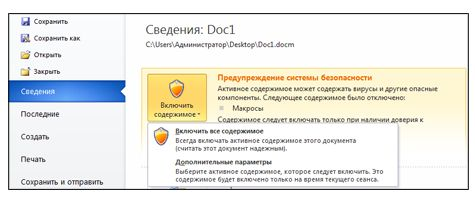 Сохранить
Сохранить как
Открыть
Закрыть
Сведения
Последние
Создать
Печать
Сохранить и отправить
Сведения: Doc1
C:\Users\Администратор\Desktop\Doc1.docm
Включить
содержимое
Предупреждение системы безопасности
Активное содержимое может содержать вирусы и другие опасные
компоненты. Следующее содержимое было отключено:
Макросы
Содержимое следует включать только при наличии доверия к
Включить все содержимое
Всегда включать активное содержимое этого документа
(считать этот документ надежным).
Дополнительные параметры
Выберите активное содержимое, которое следует включить. Это
содержимое будет включено только на время текущего сеанса.